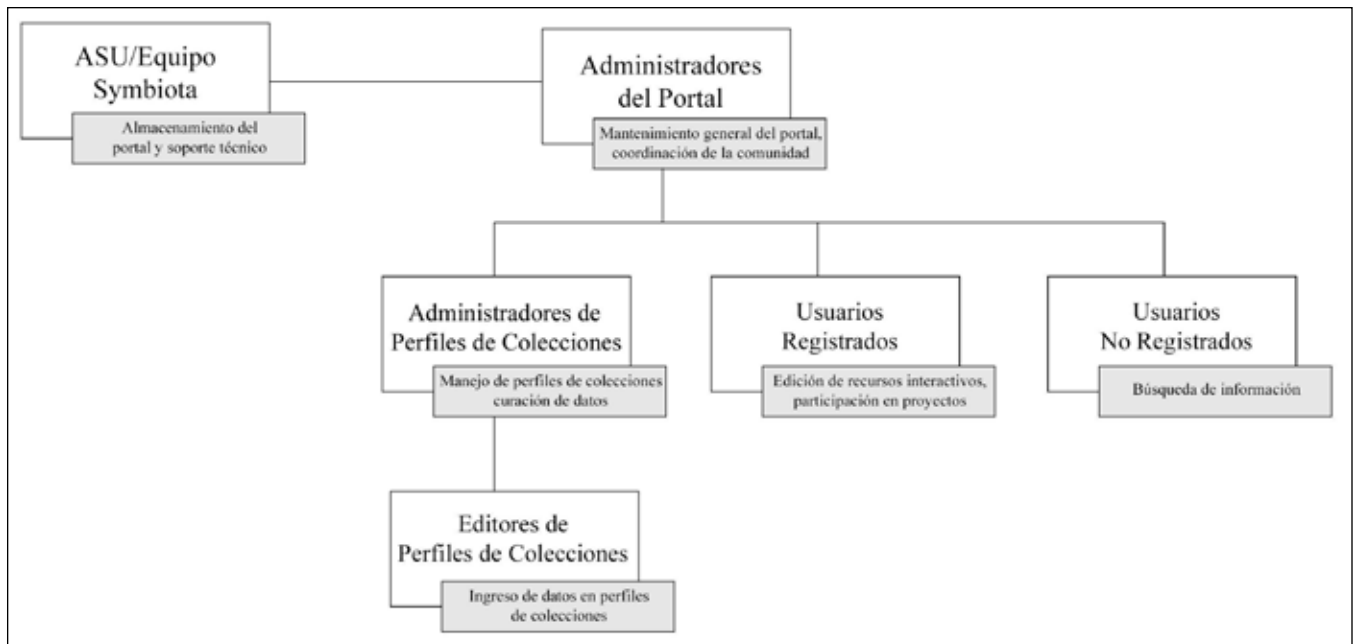 ASU/Equipo
Symbiota
Almacenamiento del
portal y soporte técnico
Administradores
del Portal
Mantenimiento general del portal,
coordinación de la comunidad
Administradores de
Perfiles de Colecciones
Manejo de perfiles de colecciones
curación de datos
Usuarios
Registrados
Edición de recursos interactivos,
participación en proyectos
Usuarios
No Registrados
Búsqueda de información
Editores de
Perfiles de Colecciones
Ingreso de datos en perfiles
de colecciones